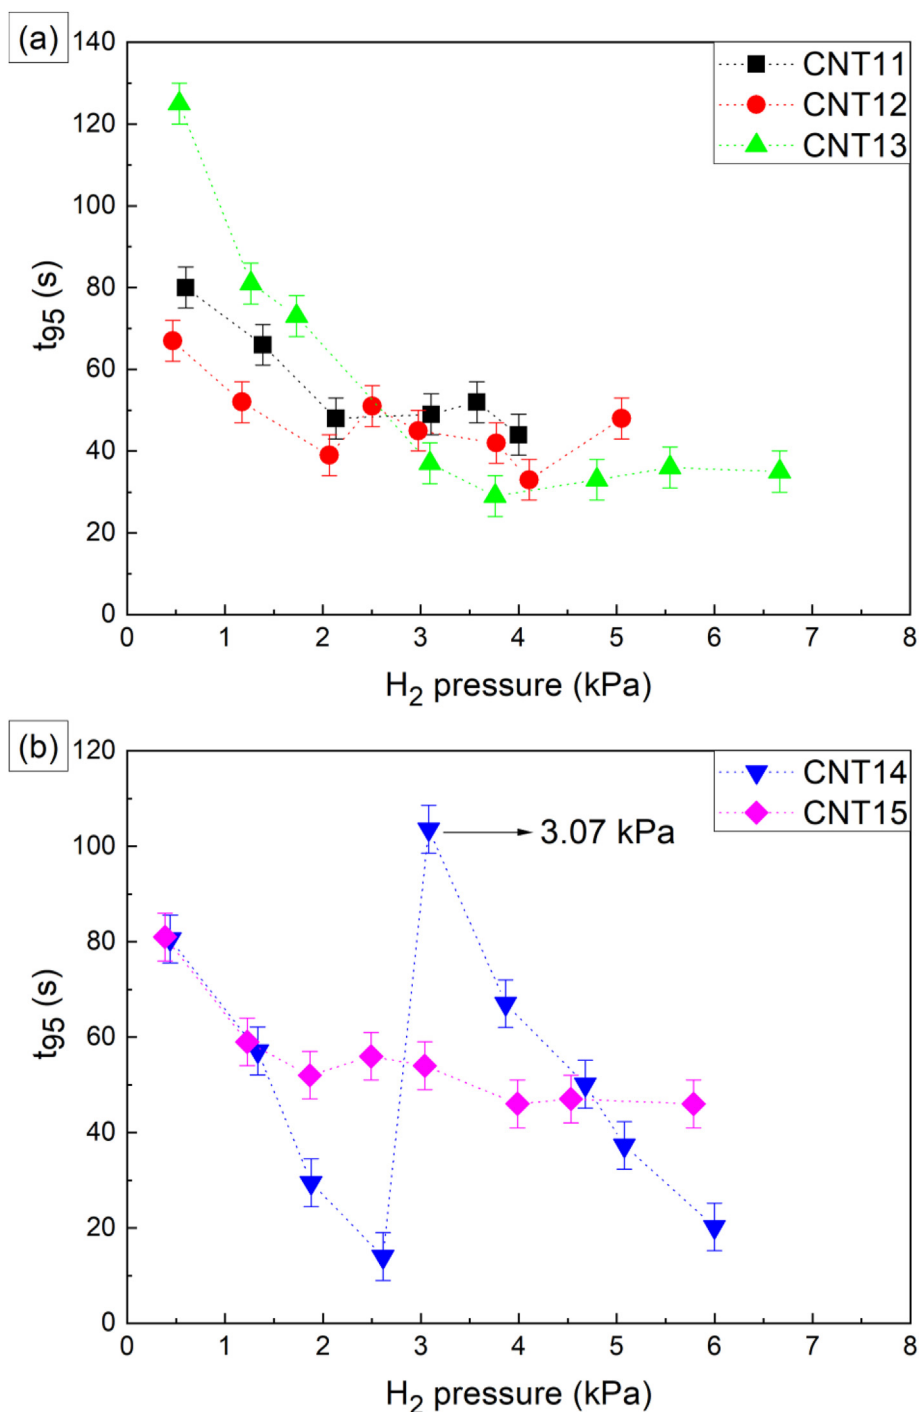 (a)
140
120
100
80
60
40
20
0
t₉₅ (s)
CNT11
CNT12
CNT13
0 1 2 3 4 5 6 7 8
H₂ pressure (kPa)
(b)
120
100
80
60
40
20
0
t₉₅ (s)
CNT14
CNT15
3.07 kPa
0 1 2 3 4 5 6 7 8
H₂ pressure (kPa)